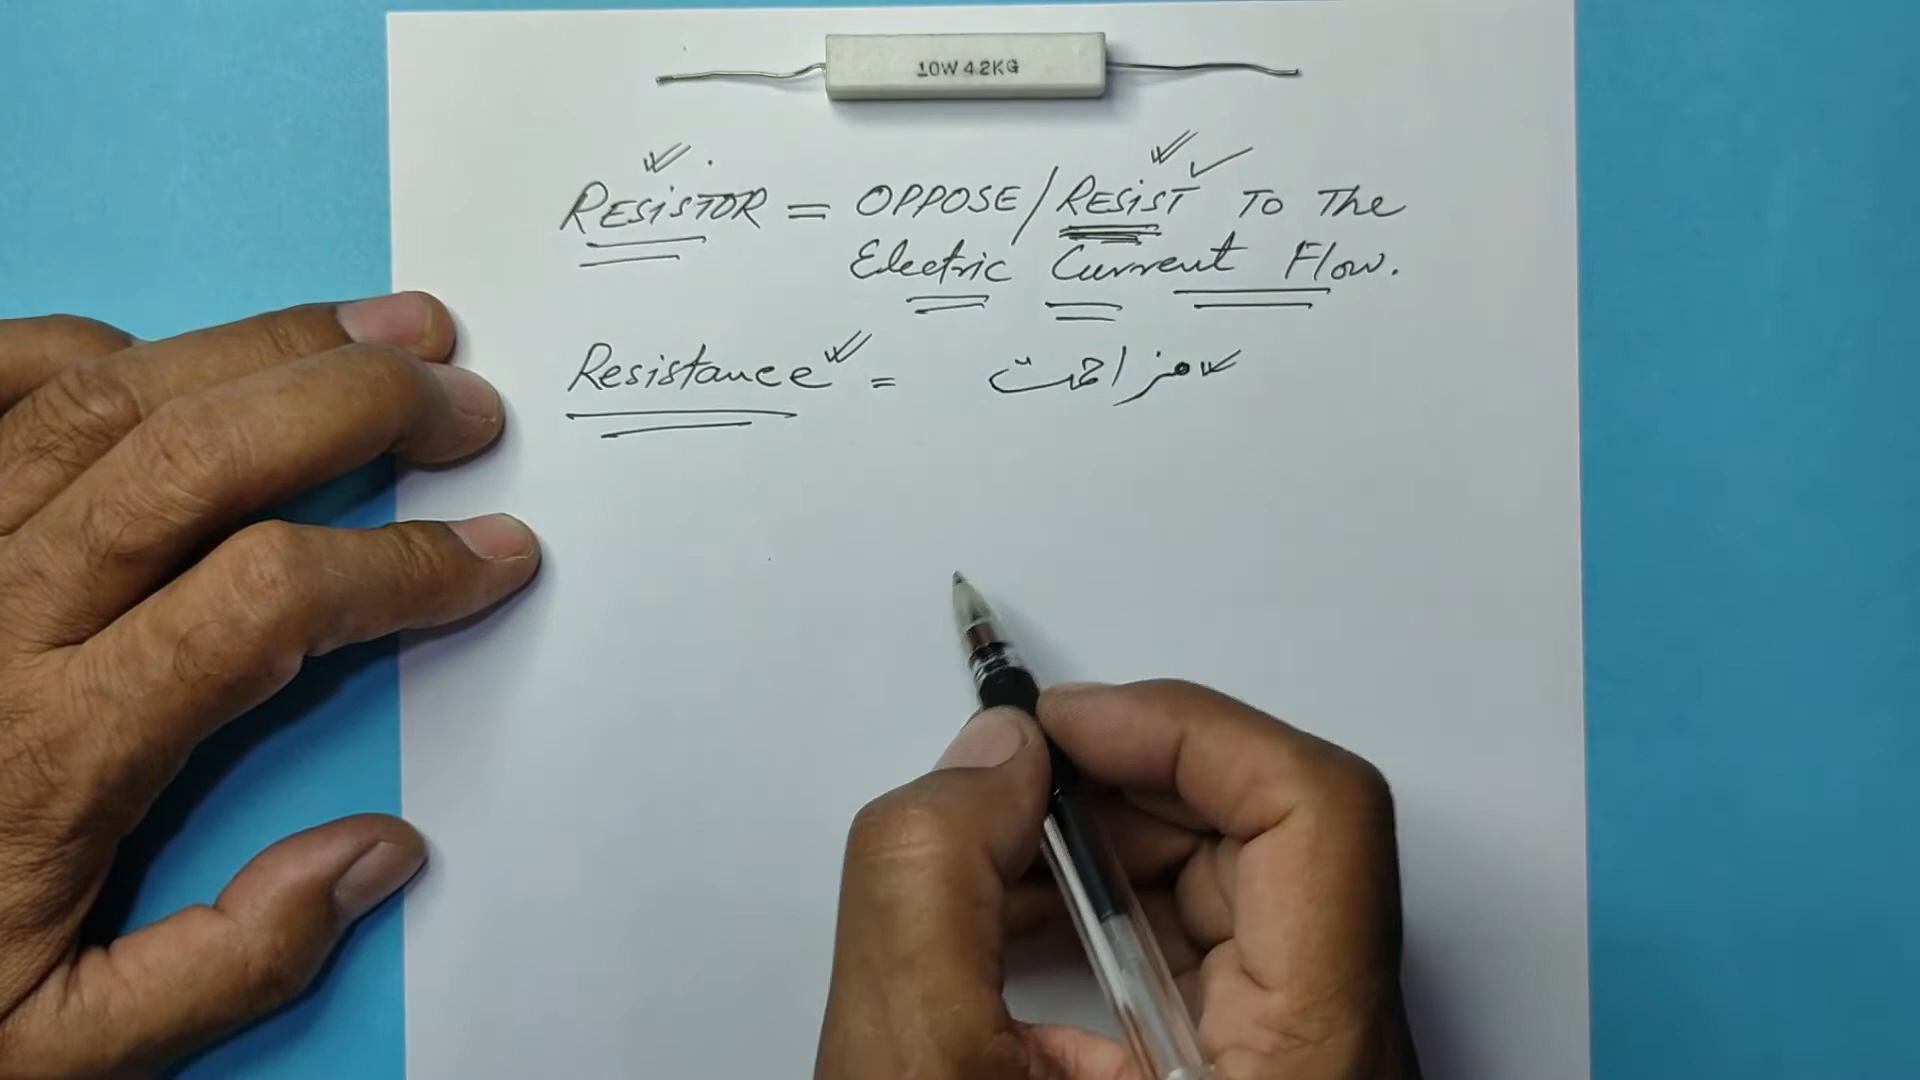 10W 4.2KG
RESISTOR = OPPOSE/RESIST TO The
Electric Current Flow.
Resistance = مزاحمت